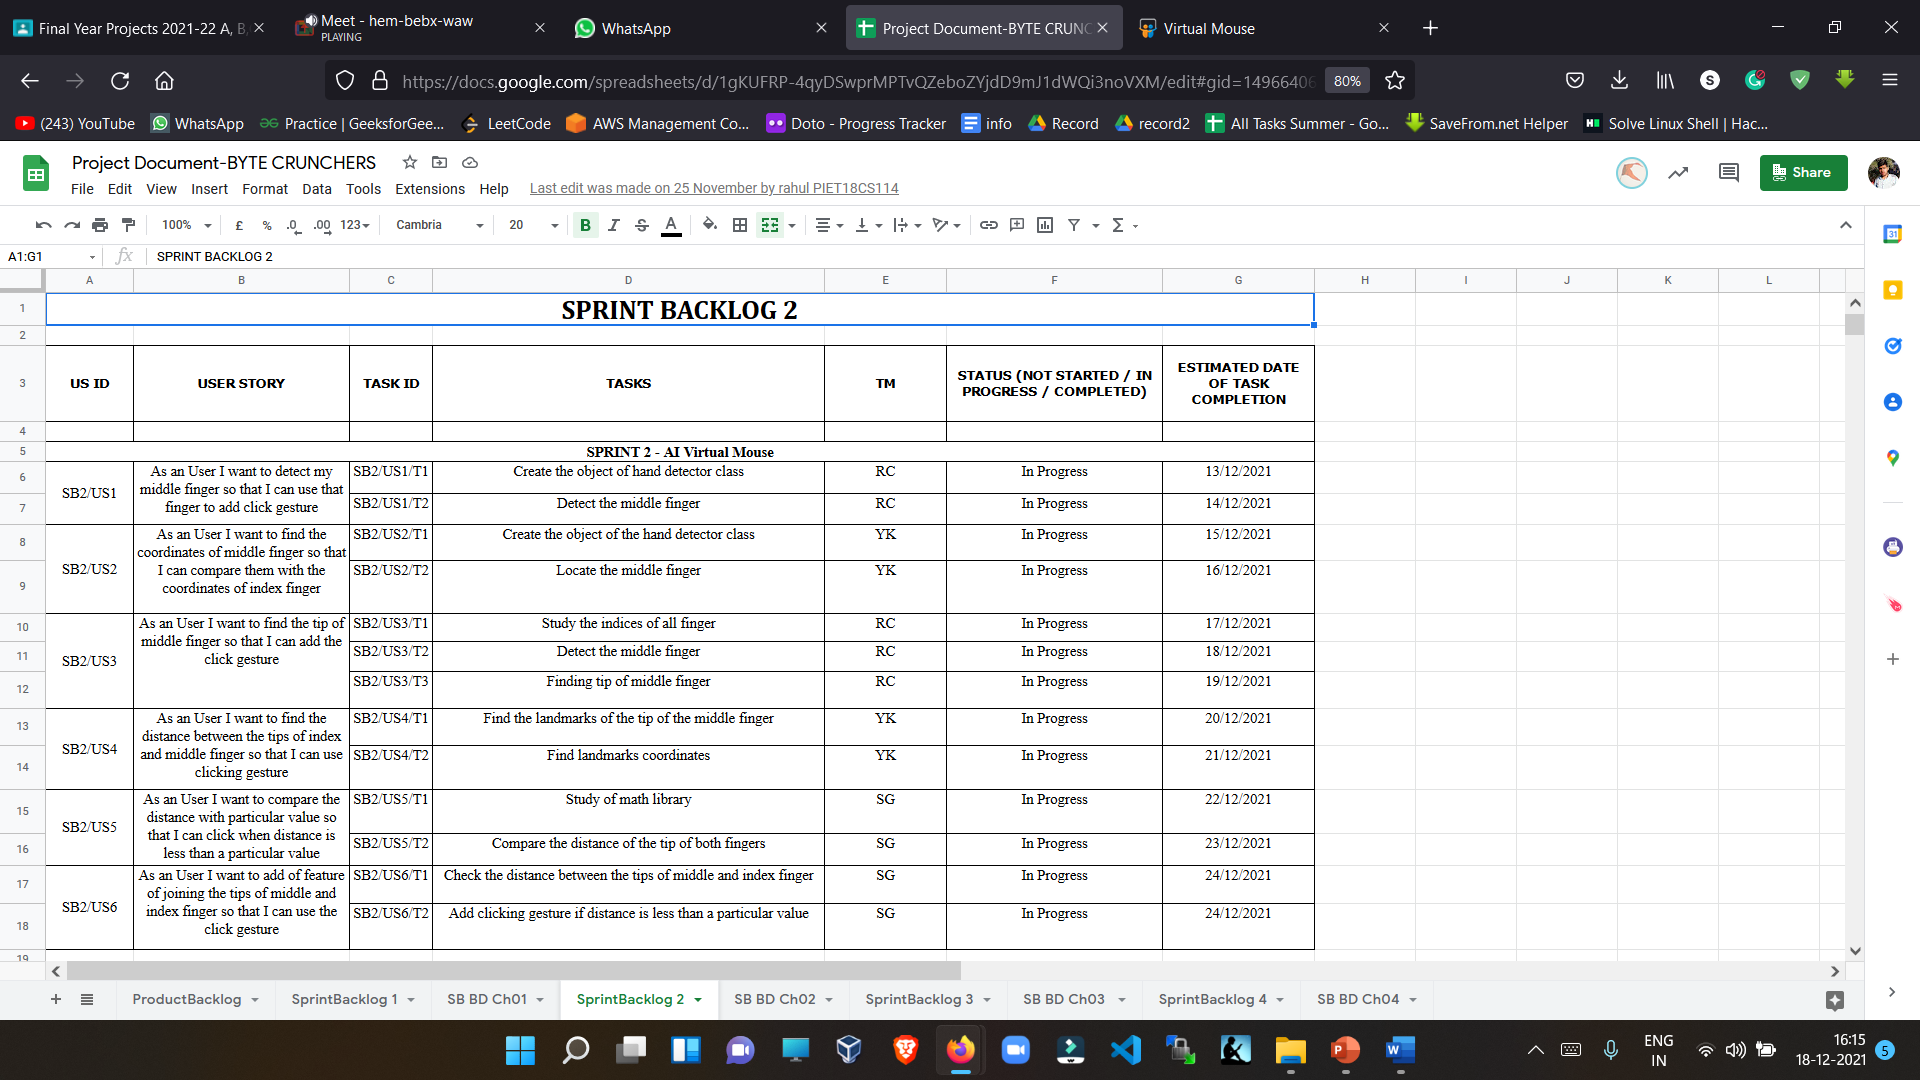 Final Year Projects 2021-22 A, B,
Meet - hem-bebx-waw
PLAYING
WhatsApp
Project Document-BYTE CRUNC
Virtual Mouse
https://docs.google.com/spreadsheets/d/1gKUFRP-4qyDSwprMPTvQZeboZYjdD9mJ1dWQi3noVXM/edit#gid=14966406
80%
(243) YouTube
WhatsApp
Practice | GeeksforGee...
LeetCode
AWS Management Co...
Doto - Progress Tracker
info
Record
record2
All Tasks Summer - Go...
SaveFrom.net Helper
Solve Linux Shell | Hac...
Project Document-BYTE CRUNCHERS
File Edit View Insert Format Data Tools Extensions Help
Last edit was made on 25 November by rahul PIET18CS114
Share
100% £ % .0 .00 123 Cambria 20 B I S A
A1:G1 fx SPRINT BACKLOG 2
A B C D E F G H I J K L
1 SPRINT BACKLOG 2
2
3 US ID USER STORY TASK ID TASKS TM STATUS (NOT STARTED / IN PROGRESS / COMPLETED) ESTIMATED DATE OF TASK COMPLETION
4
5 SPRINT 2 - AI Virtual Mouse
6 SB2/US1 As an User I want to detect my middle finger so that I can use that finger to add click gesture SB2/US1/T1 Create the object of hand detector class RC In Progress 13/12/2021
7 SB2/US1/T2 Detect the middle finger RC In Progress 14/12/2021
8 SB2/US2 As an User I want to find the coordinates of middle finger so that I can compare them with the coordinates of index finger SB2/US2/T1 Create the object of the hand detector class YK In Progress 15/12/2021
9 SB2/US2/T2 Locate the middle finger YK In Progress 16/12/2021
10 SB2/US3 As an User I want to find the tip of middle finger so that I can add the click gesture SB2/US3/T1 Study the indices of all finger RC In Progress 17/12/2021
11 SB2/US3/T2 Detect the middle finger RC In Progress 18/12/2021
12 SB2/US3/T3 Finding tip of middle finger RC In Progress 19/12/2021
13 SB2/US4 As an User I want to find the distance between the tips of index and middle finger so that I can use clicking gesture SB2/US4/T1 Find the landmarks of the tip of the middle finger YK In Progress 20/12/2021
14 SB2/US4/T2 Find landmarks coordinates YK In Progress 21/12/2021
15 SB2/US5 As an User I want to compare the distance with particular value so that I can click when distance is less than a particular value SB2/US5/T1 Study of math library SG In Progress 22/12/2021
16 SB2/US5/T2 Compare the distance of the tip of both fingers SG In Progress 23/12/2021
17 SB2/US6 As an User I want to add of feature of joining the tips of middle and index finger so that I can use the click gesture SB2/US6/T1 Check the distance between the tips of middle and index finger SG In Progress 24/12/2021
18 SB2/US6/T2 Add clicking gesture if distance is less than a particular value SG In Progress 24/12/2021
19
ProductBacklog SprintBacklog 1 SB BD Ch01 SprintBacklog 2 SB BD Ch02 SprintBacklog 3 SB BD Ch03 SprintBacklog 4 SB BD Ch04
ENG
IN
16:15
18-12-2021
5